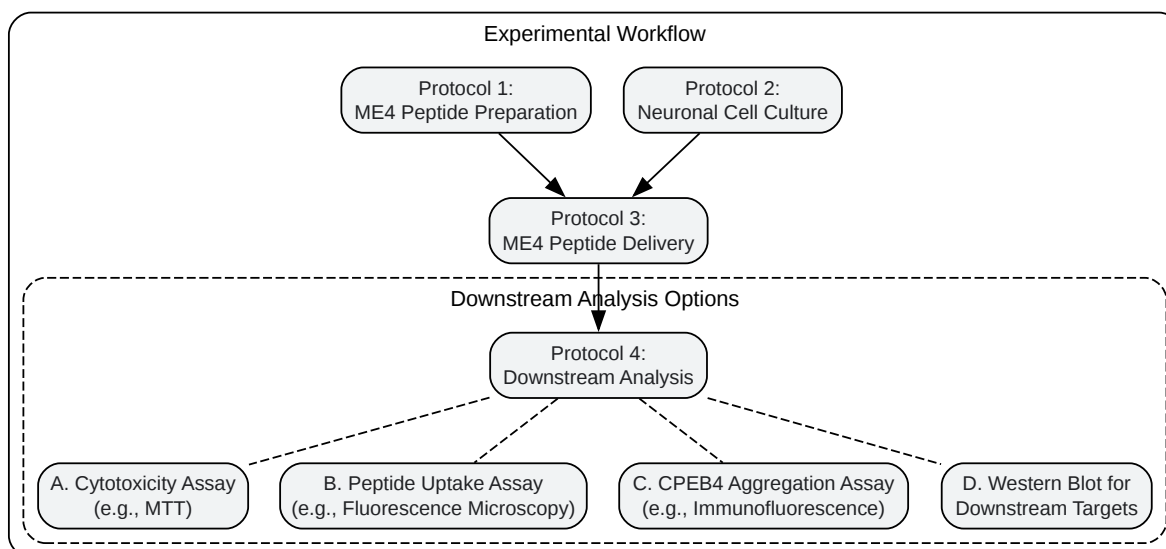 Experimental Workflow
Protocol 1:
ME4 Peptide Preparation
Protocol 2:
Neuronal Cell Culture
Protocol 3:
ME4 Peptide Delivery
Downstream Analysis Options
Protocol 4:
Downstream Analysis
A. Cytotoxicity Assay
(e.g., MTT)
B. Peptide Uptake Assay
(e.g., Fluorescence Microscopy)
C. CPEB4 Aggregation Assay
(e.g., Immunofluorescence)
D. Western Blot for
Downstream Targets